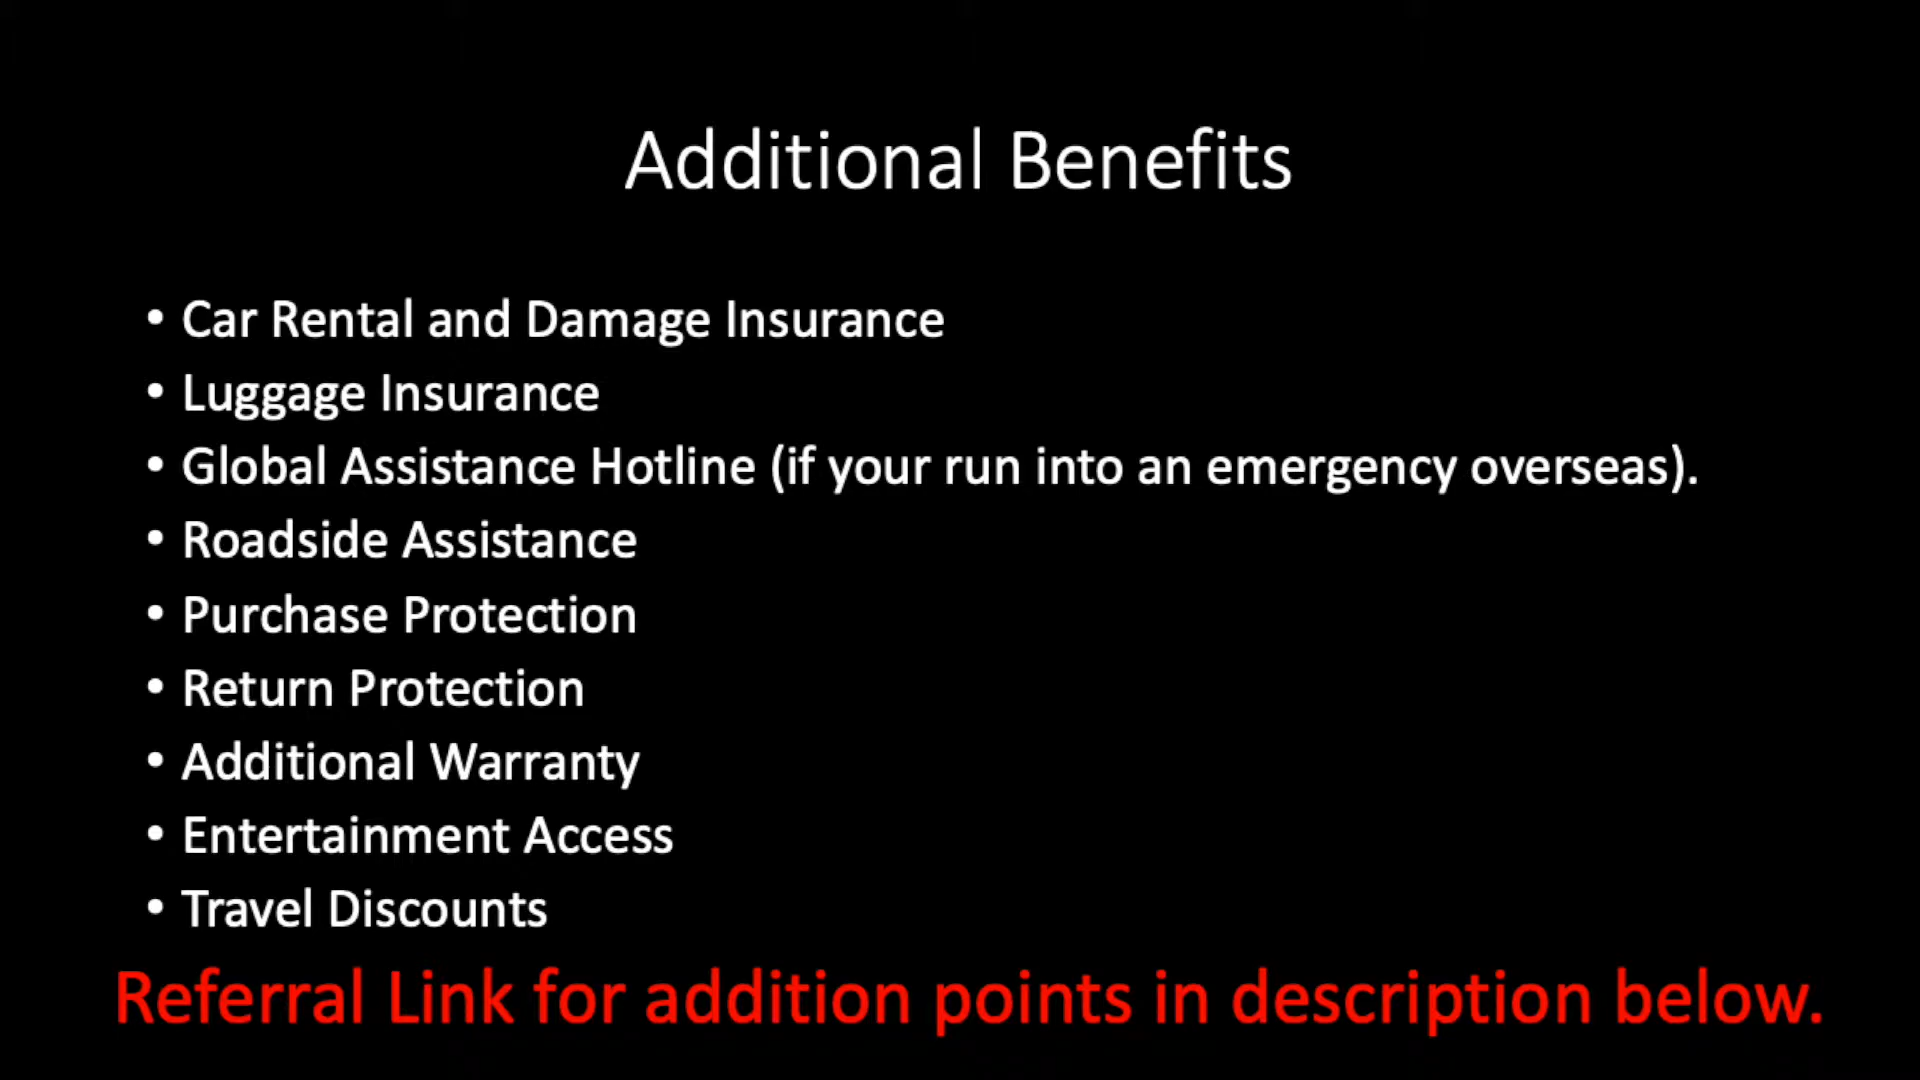 Additional Benefits
• Car Rental and Damage Insurance
• Luggage Insurance
• Global Assistance Hotline (if your run into an emergency overseas).
• Roadside Assistance
• Purchase Protection
• Return Protection
• Additional Warranty
• Entertainment Access
• Travel Discounts
Referral Link for addition points in description below.